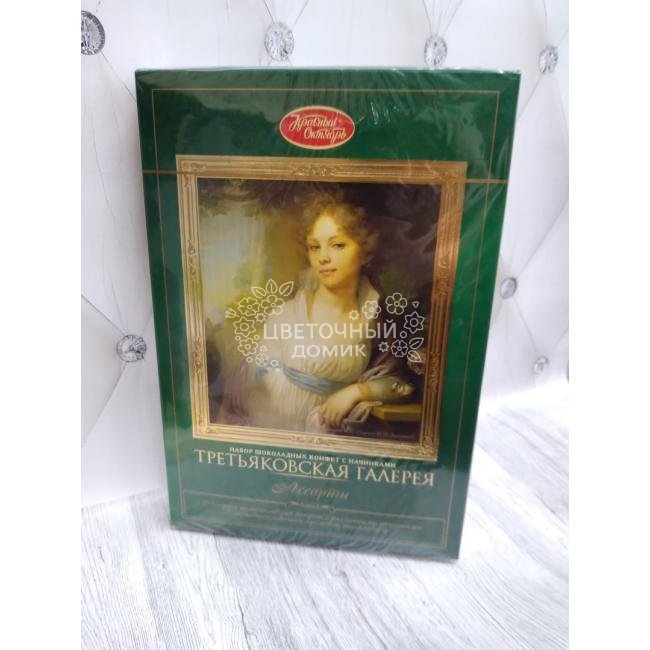 Красный
Октябрь
ЦВЕТОЧНЫЙ
ДОМИК
НАБОР ШОКОЛАДНЫХ КОНФЕТ С НАЧИНКАМИ
ТРЕТЬЯКОВСКАЯ ГАЛЕРЕЯ
Ассорти